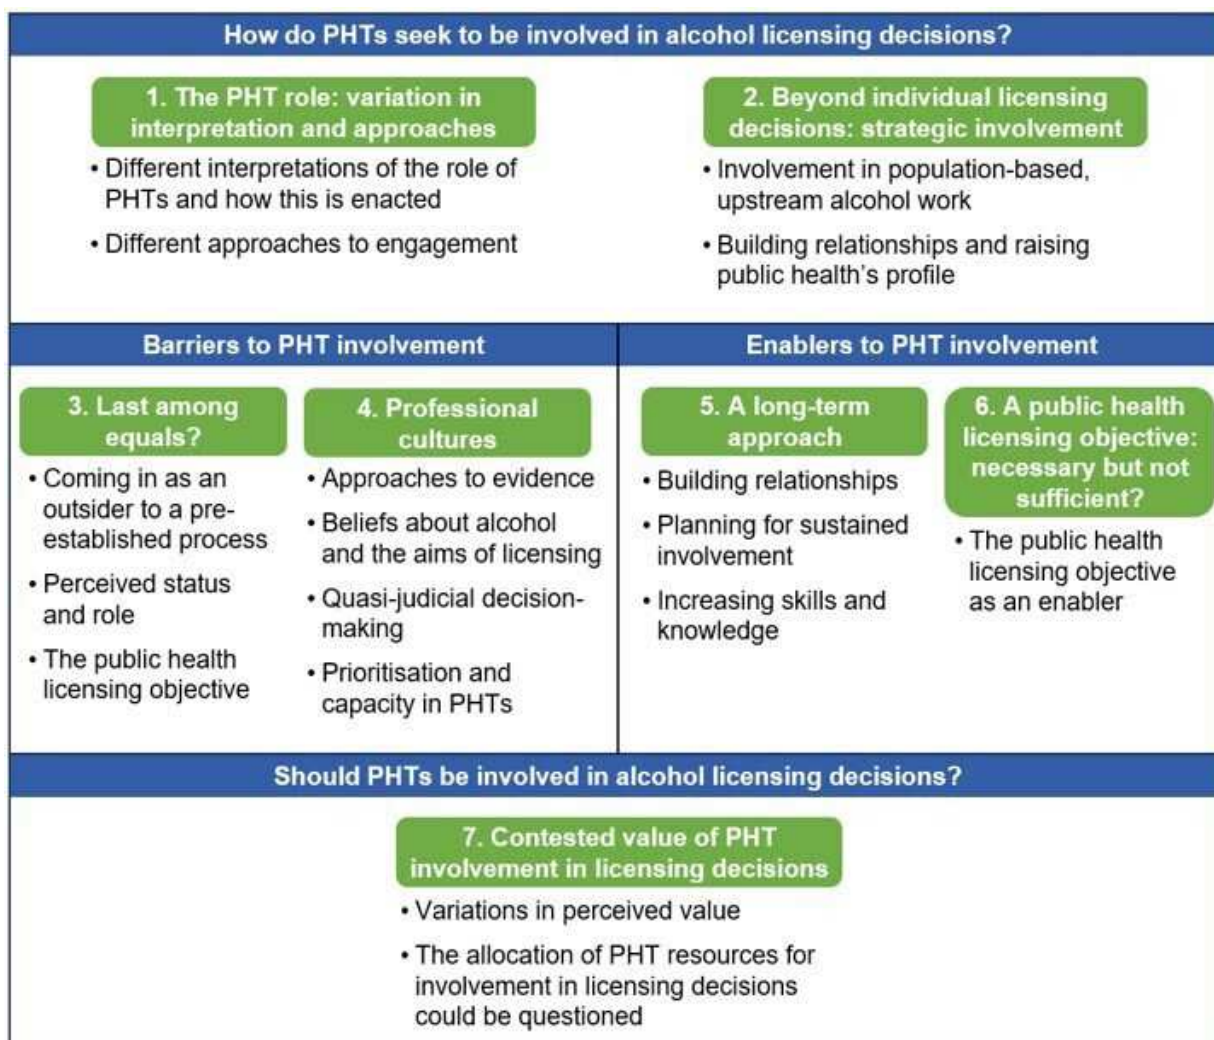 How do PHTs seek to be involved in alcohol licensing decisions?
1. The PHT role: variation in
interpretation and approaches
• Different interpretations of the role of
PHTs and how this is enacted
• Different approaches to engagement
2. Beyond individual licensing
decisions: strategic involvement
• Involvement in population-based,
upstream alcohol work
• Building relationships and raising
public health’s profile
Barriers to PHT involvement
3. Last among
equals?
• Coming in as an
outsider to a pre-
established process
• Perceived status
and role
• The public health
licensing objective
4. Professional
cultures
• Approaches to evidence
• Beliefs about alcohol
and the aims of licensing
• Quasi-judicial decision-
making
• Prioritisation and
capacity in PHTs
Enablers to PHT involvement
5. A long-term
approach
• Building relationships
• Planning for sustained
involvement
• Increasing skills and
knowledge
6. A public health
licensing objective:
necessary but not
sufficient?
• The public health
licensing objective
as an enabler
Should PHTs be involved in alcohol licensing decisions?
7. Contested value of PHT
involvement in licensing decisions
• Variations in perceived value
• The allocation of PHT resources for
involvement in licensing decisions
could be questioned